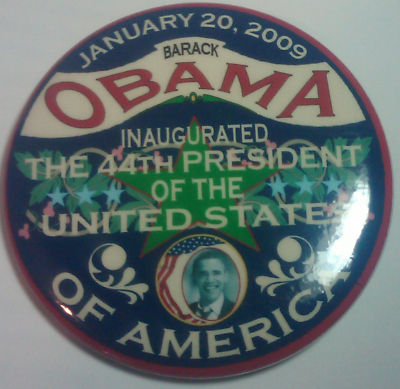 JANUARY 20, 2009
BARACK
OBAMA
INAUGURATED
THE 44TH PRESIDENT
OF THE
UNITED STATES
OF AMERICA